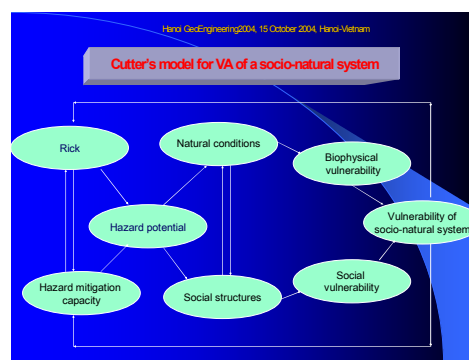 Hanoi GeoEngineering2004, 15 October 2004, Hanoi-Vietnam
Cutter's model for VA of a socio-natural system
Rick
Natural conditions
Biophysical
vulnerability
Hazard potential
Vulnerability of
socio-natural system
Hazard mitigation
capacity
Social structures
Social
vulnerability